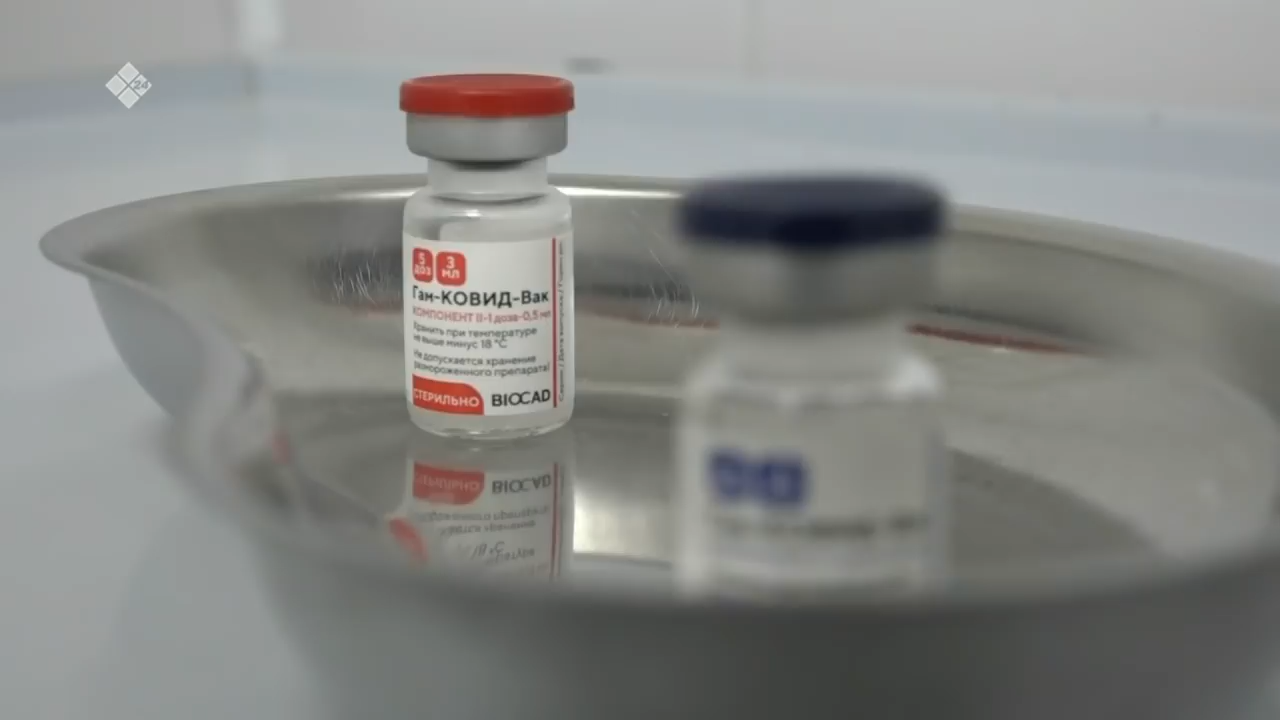 24
5 3
ДОЗ МЛ
Гам-КОВИД-Вак
КОМПОНЕНТ II-1 доза-0,5 мл
Хранить при температуре
не выше минус 18 °C
Не допускается хранение
размороженного препарата!
СТЕРИЛЬНО BIOCAD